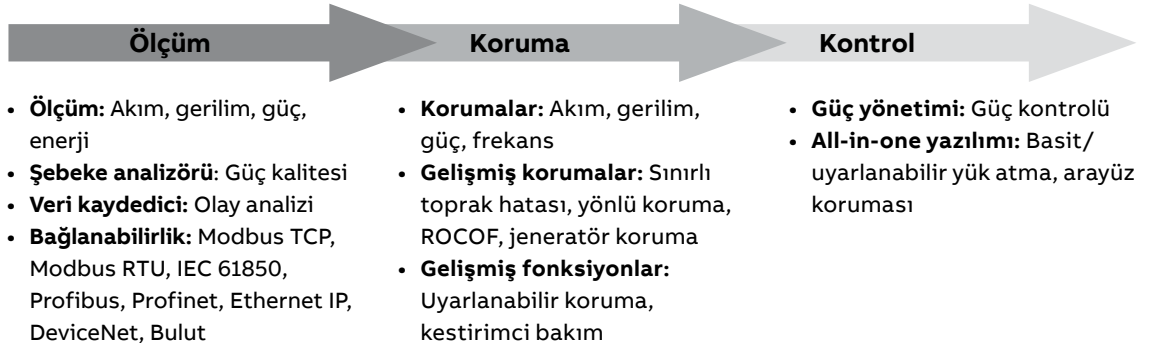 Ölçüm
Koruma
Kontrol
• Ölçüm: Akım, gerilim, güç,
enerji
• Şebeke analizörü: Güç kalitesi
• Veri kaydedici: Olay analizi
• Bağlanabilirlik: Modbus TCP,
Modbus RTU, IEC 61850,
Profibus, Profinet, Ethernet IP,
DeviceNet, Bulut
• Korumalar: Akım, gerilim,
güç, frekans
• Gelişmiş korumalar: Sınırlı
toprak hatası, yönlü koruma,
ROCOF, jeneratör koruma
• Gelişmiş fonksiyonlar:
Uyarlanabilir koruma,
kestirimci bakım
• Güç yönetimi: Güç kontrolü
• All-in-one yazılımı: Basit/
uyarlanabilir yük atma, arayüz
koruması